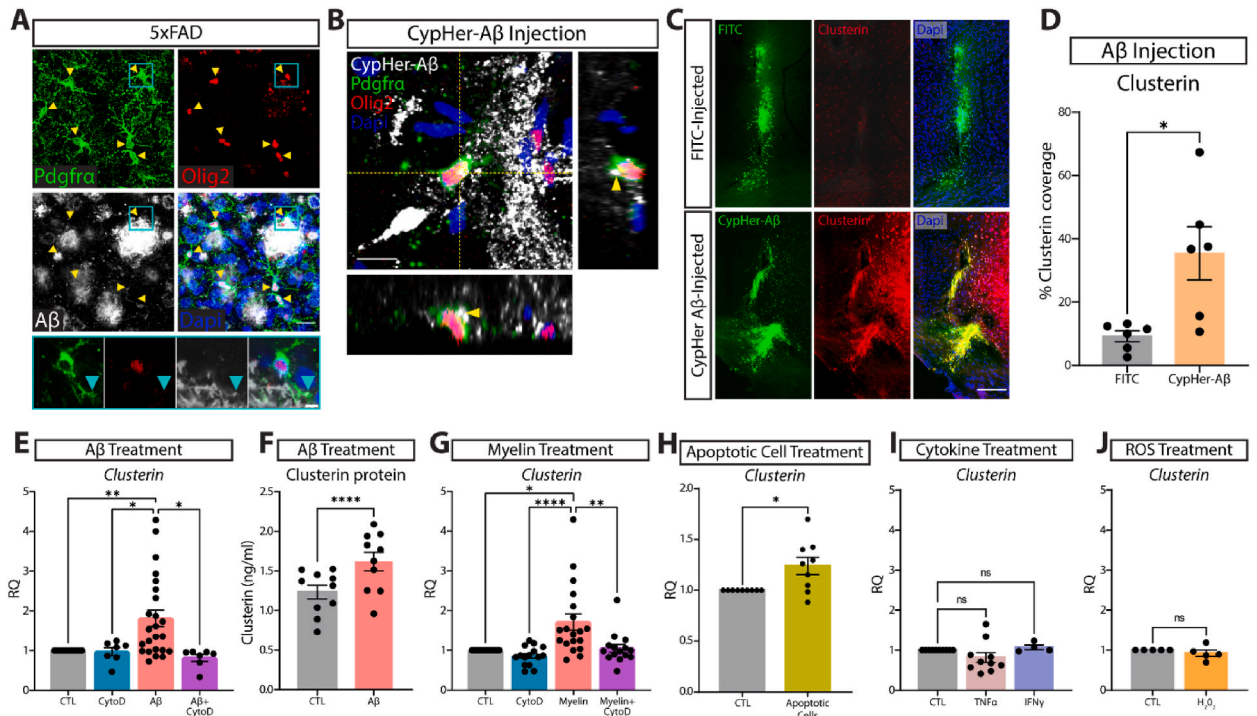 A
5xFAD
Pdgfrα
Olig2
Aβ
Dapi
B
CypHer-Aβ Injection
CypHer-Aβ
Pdgfrα
Olig2
Dapi
C
FITC-Injected
FITC
Clusterin
Dapi
CypHer Aβ-Injected
CypHer-Aβ
Clusterin
Dapi
D
Aβ Injection
Clusterin
% Clusterin coverage
80
60
40
20
0
*
FITC
CypHer-Aβ
E
Aβ Treatment
Clusterin
RQ
5
4
3
2
1
0
**
*
*
CTL
CytoD
Aβ
Aβ+
CytoD
F
Aβ Treatment
Clusterin protein
Clusterin (ng/ml)
2.5
2.0
1.5
1.0
0.5
0.0
****
CTL
Aβ
G
Myelin Treatment
Clusterin
RQ
5
4
3
2
1
0
*
****
**
CTL
CytoD
Myelin
Myelin+
CytoD
H
Apoptotic Cell Treatment
Clusterin
RQ
2.0
1.5
1.0
0.5
0.0
*
CTL
Apoptotic
Cells
I
Cytokine Treatment
Clusterin
RQ
5
4
3
2
1
0
ns
ns
CTL
TNFα
IFNγ
J
ROS Treatment
Clusterin
RQ
5
4
3
2
1
0
ns
CTL
H₂O₂